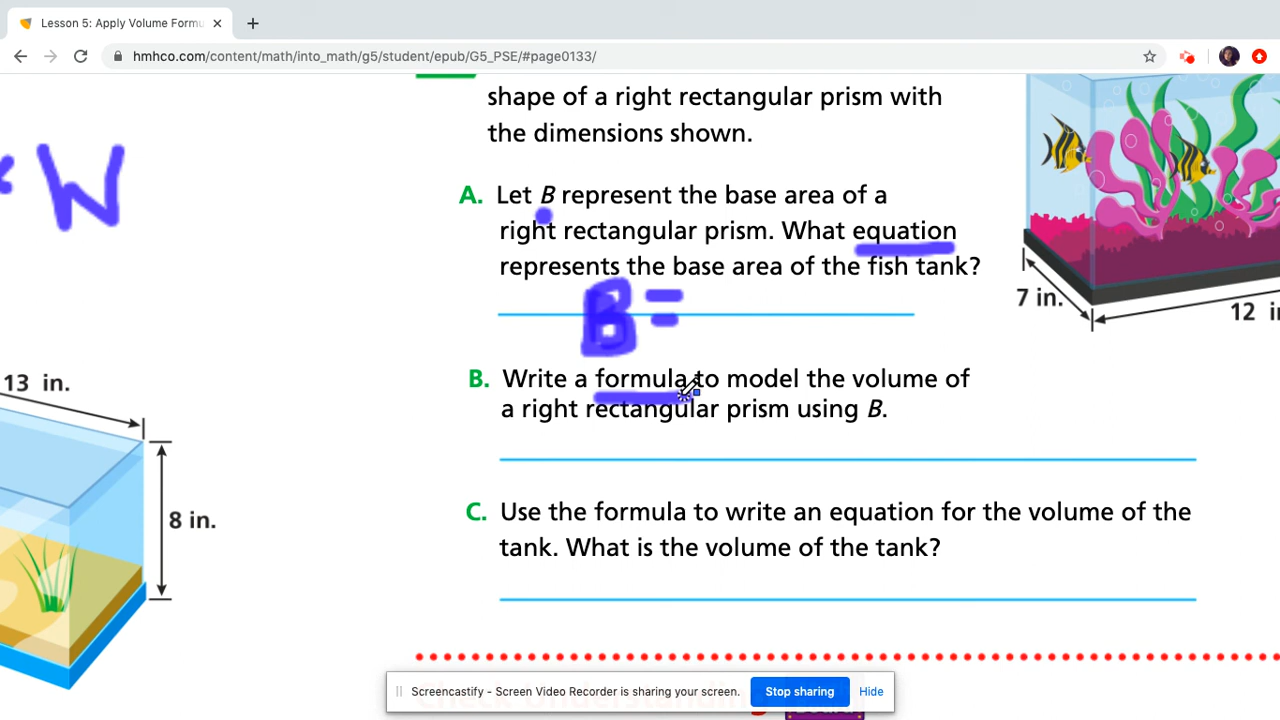 Lesson 5: Apply Volume Formu
hmhco.com/content/math/into_math/g5/student/epub/G5_PSE/#page0133/
shape of a right rectangular prism with
the dimensions shown.
W
A. Let B represent the base area of a
right rectangular prism. What equation
represents the base area of the fish tank?
B =
7 in.
12 in
B. Write a formula to model the volume of
a right rectangular prism using B.
13 in.
8 in.
C. Use the formula to write an equation for the volume of the
tank. What is the volume of the tank?
Screencastify - Screen Video Recorder is sharing your screen. Stop sharing Hide